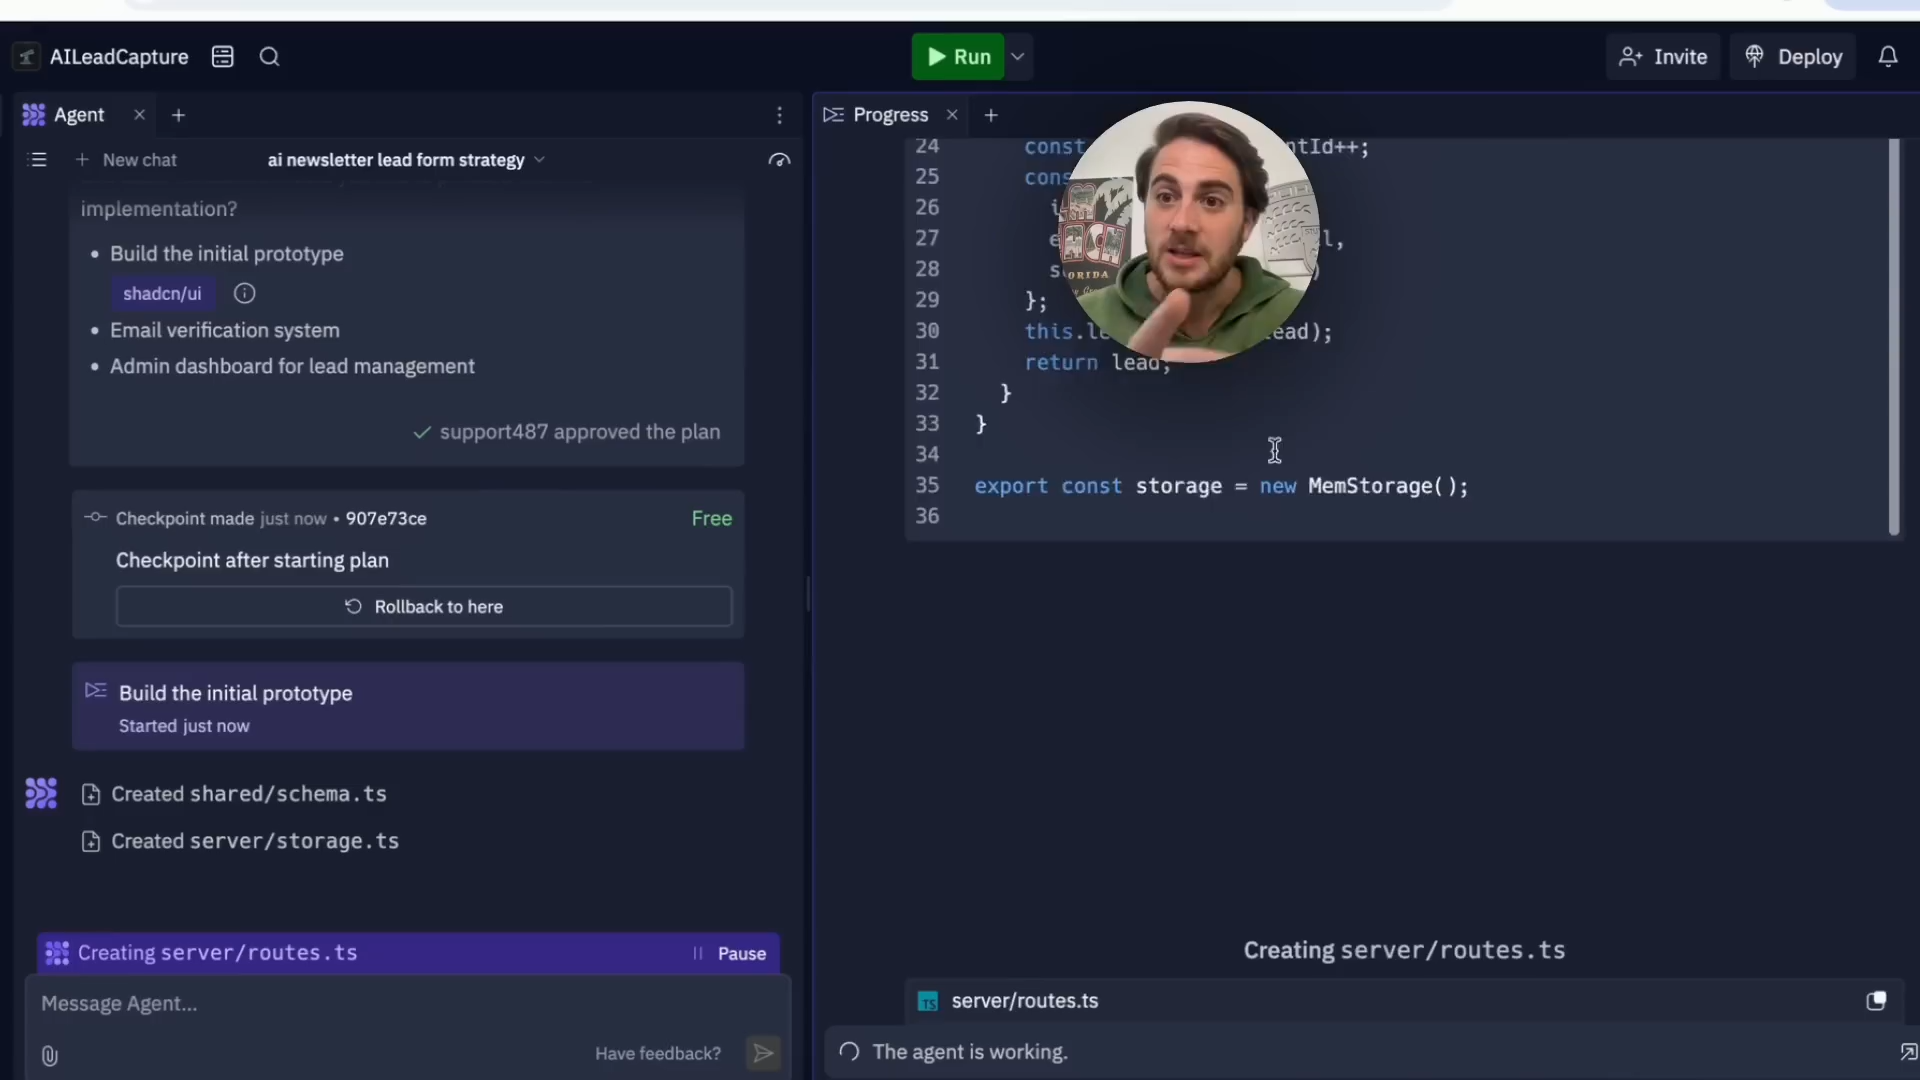 AILeadCapture
Run
Invite
Deploy
Agent
New chat
ai newsletter lead form strategy
implementation?
Build the initial prototype
shadcn/ui
Email verification system
Admin dashboard for lead management
support487 approved the plan
Checkpoint made just now • 907e73ce
Free
Checkpoint after starting plan
Rollback to here
Build the initial prototype
Started just now
Created shared/schema.ts
Created server/storage.ts
Creating server/routes.ts
Pause
Message Agent...
Have feedback?
Progress
24 const ntId++;
25
26
27
28
29 };
30
31 return lead;
32 }
33 }
34
35 export const storage = new MemStorage();
36
ORIDA
Creating server/routes.ts
TS server/routes.ts
The agent is working.